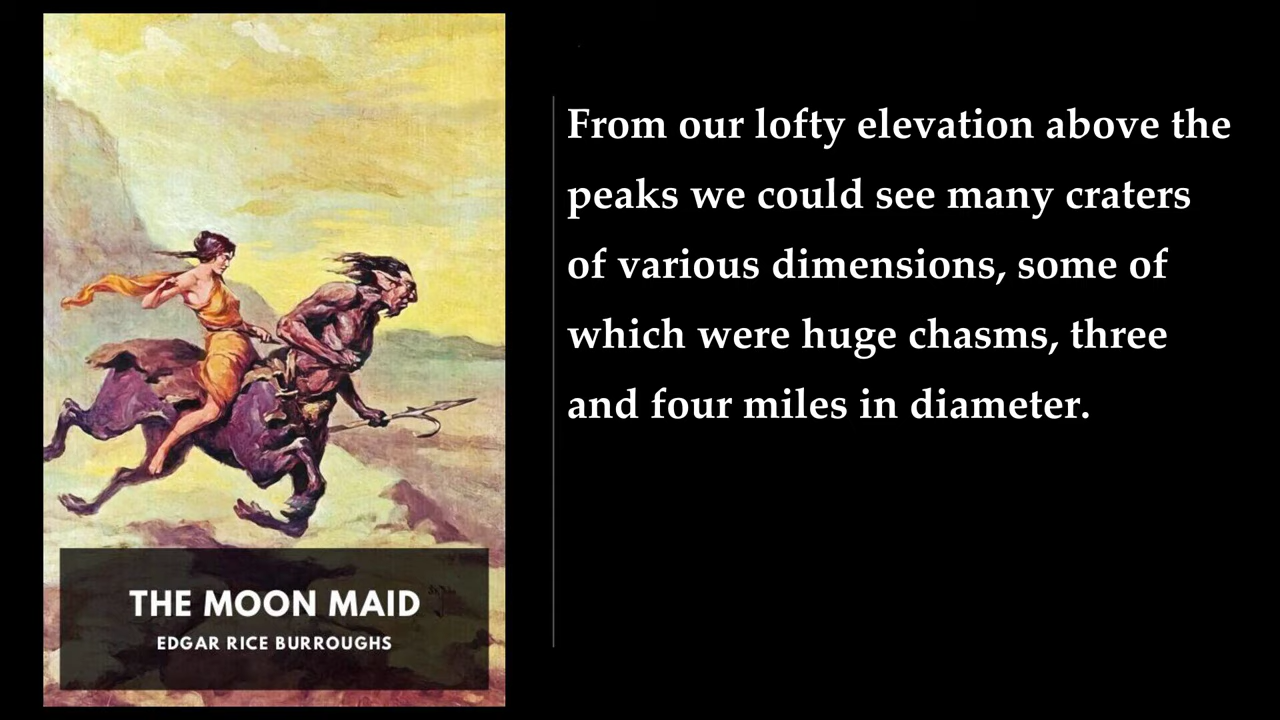 From our lofty elevation above the
peaks we could see many craters
of various dimensions, some of
which were huge chasms, three
and four miles in diameter.
THE MOON MAID
EDGAR RICE BURROUGHS